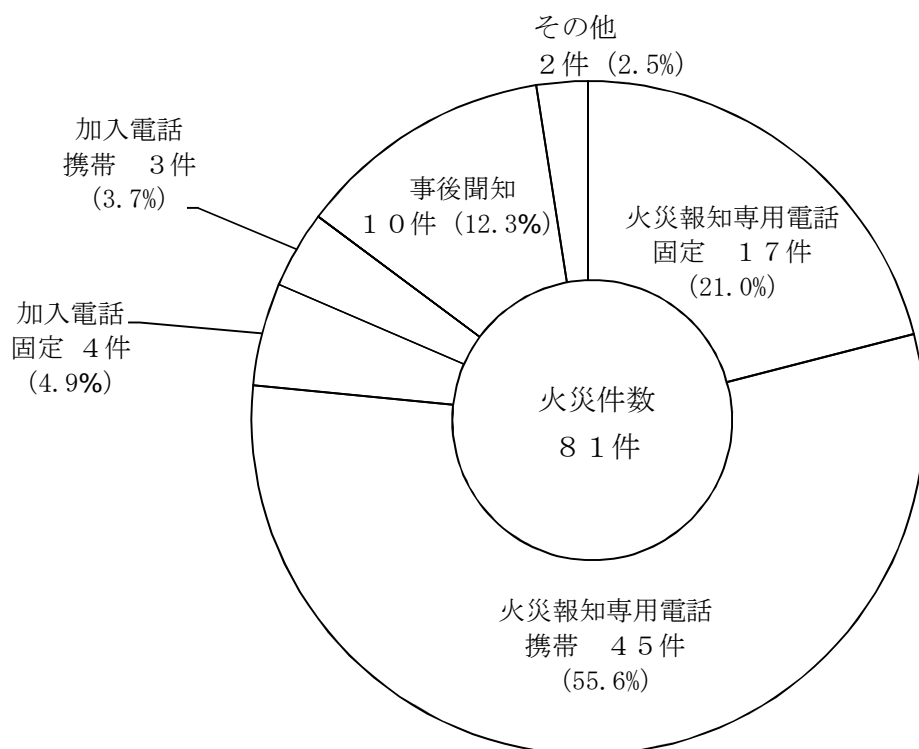 その他
２件 (2.5%)
加入電話
携帯　３件
(3.7%)
事後聞知
１０件 (12.3%)
火災報知専用電話
固定　１７件
(21.0%)
加入電話
固定 ４件
(4.9%)
火災件数
８１件
火災報知専用電話
携帯　４５件
(55.6%)